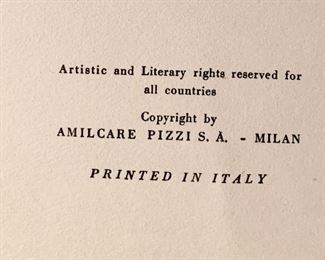 Artistic and Literary rights reserved for
all countries
Copyright by
AMILCARE PIZZI S. A. - MILAN
PRINTED IN ITALY